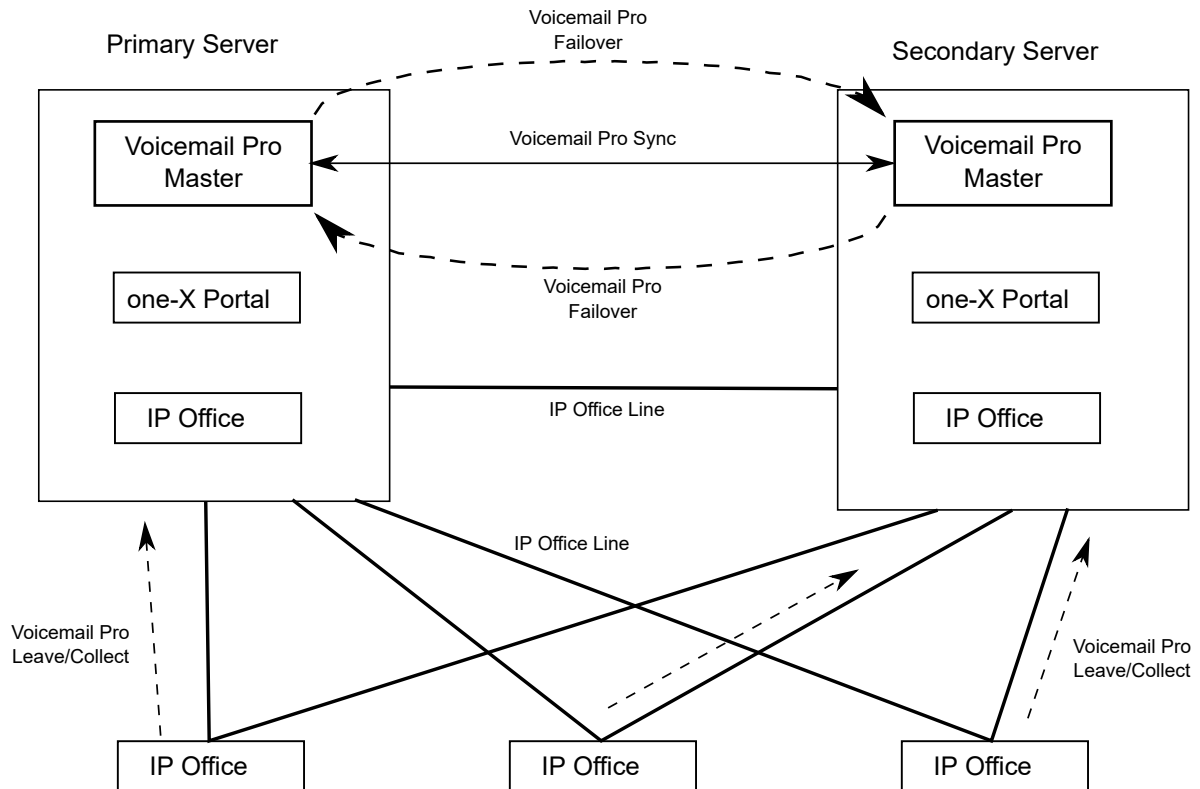 Voicemail Pro
Failover
Primary Server
Secondary Server
Voicemail Pro
Master
Voicemail Pro Sync
Voicemail Pro
Master
one-X Portal
Voicemail Pro
Failover
one-X Portal
IP Office
IP Office Line
IP Office
IP Office Line
Voicemail Pro
Leave/Collect
Voicemail Pro
Leave/Collect
IP Office
IP Office
IP Office